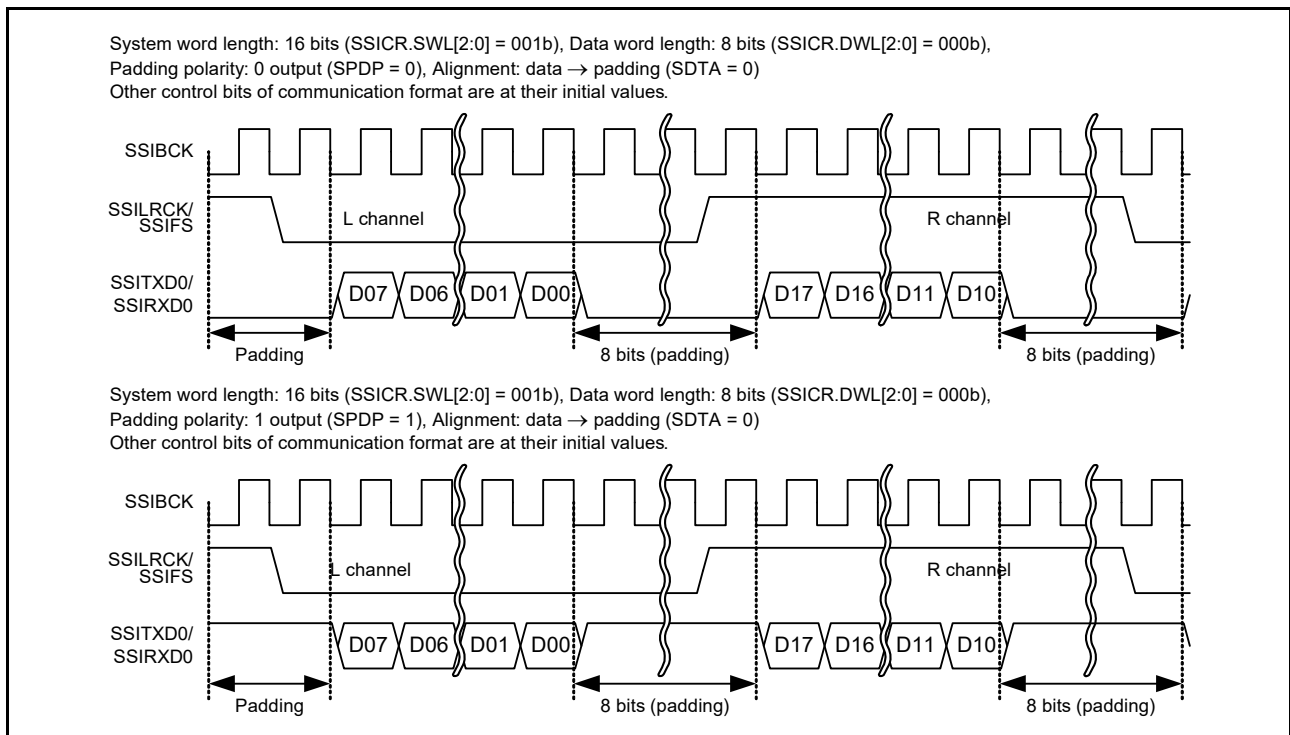 System word length: 16 bits (SSICR.SWL[2:0] = 001b), Data word length: 8 bits (SSICR.DWL[2:0] = 000b),
Padding polarity: 0 output (SPDP = 0), Alignment: data → padding (SDTA = 0)
Other control bits of communication format are at their initial values.
SSIBCK
SSILRCK/
SSIFS
L channel
R channel
SSITXD0/
SSIRXD0
D07 D06 D01 D00 D17 D16 D11 D10
Padding
8 bits (padding)
8 bits (padding)
System word length: 16 bits (SSICR.SWL[2:0] = 001b), Data word length: 8 bits (SSICR.DWL[2:0] = 000b),
Padding polarity: 1 output (SPDP = 1), Alignment: data → padding (SDTA = 0)
Other control bits of communication format are at their initial values.
SSIBCK
SSILRCK/
SSIFS
L channel
R channel
SSITXD0/
SSIRXD0
D07 D06 D01 D00 D17 D16 D11 D10
Padding
8 bits (padding)
8 bits (padding)